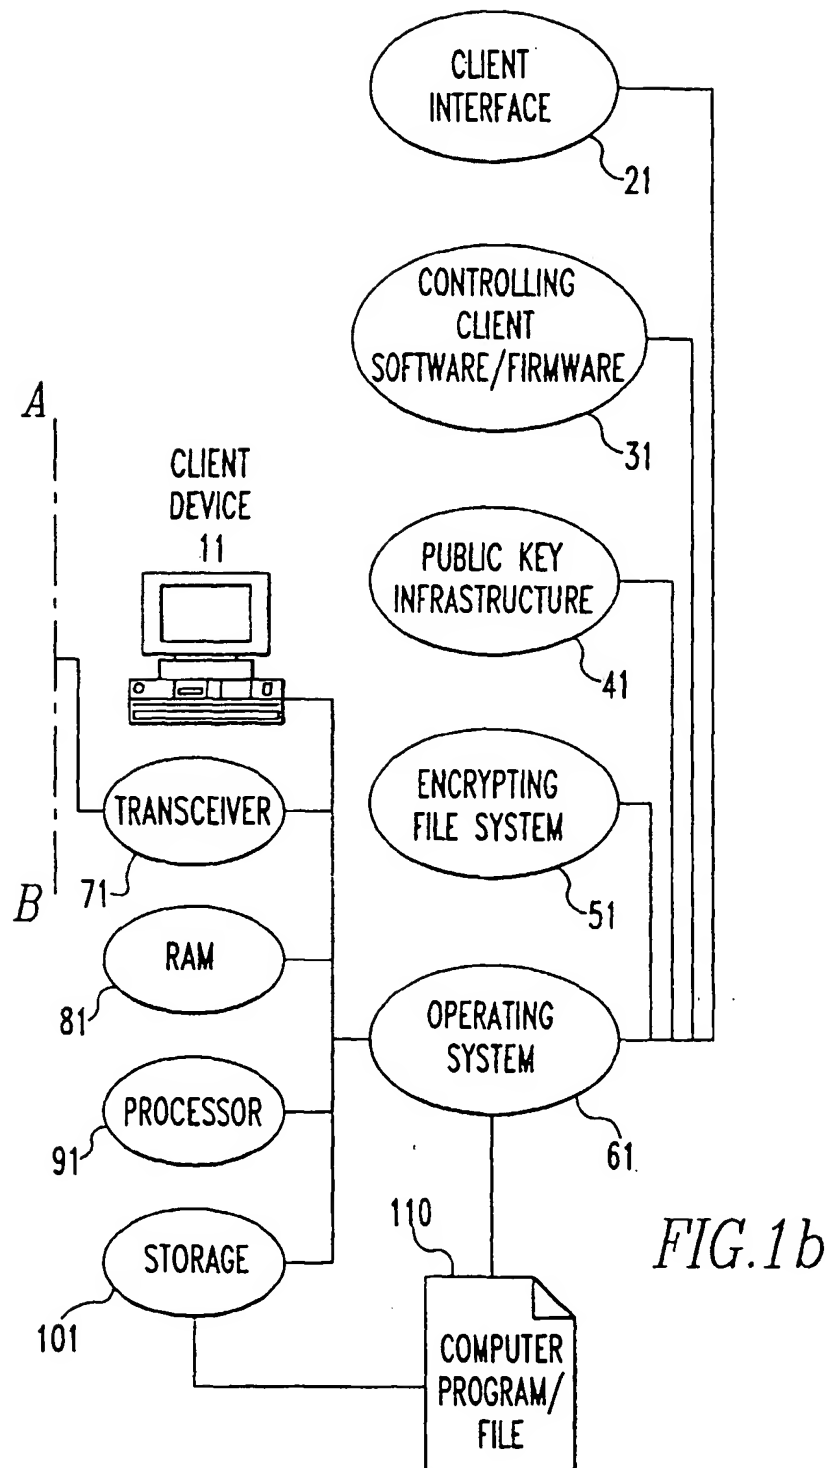 CLIENT
INTERFACE
21
CONTROLLING
CLIENT
SOFTWARE/FIRMWARE
31
A
CLIENT
DEVICE
11
PUBLIC KEY
INFRASTRUCTURE
41
TRANSCEIVER
71
B
ENCRYPTING
FILE SYSTEM
51
RAM
81
OPERATING
SYSTEM
61
PROCESSOR
91
STORAGE
101
110
COMPUTER
PROGRAM/
FILE
FIG.1b